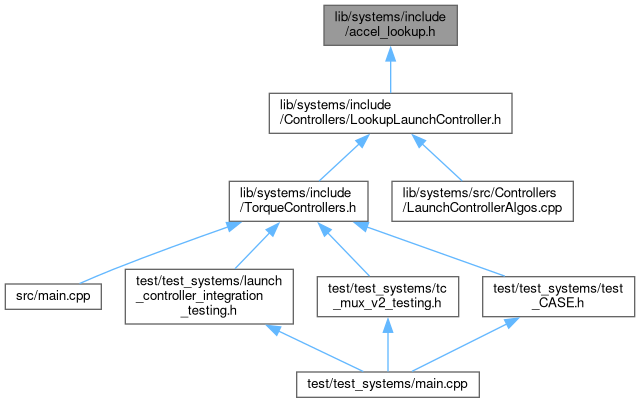 lib/systems/include
/accel_lookup.h
lib/systems/include
/Controllers/LookupLaunchController.h
lib/systems/include
/TorqueControllers.h
lib/systems/src/Controllers
/LaunchControllerAlgos.cpp
src/main.cpp
test/test_systems/launch
_controller_integration
_testing.h
test/test_systems/tc
_mux_v2_testing.h
test/test_systems/test
_CASE.h
test/test_systems/main.cpp